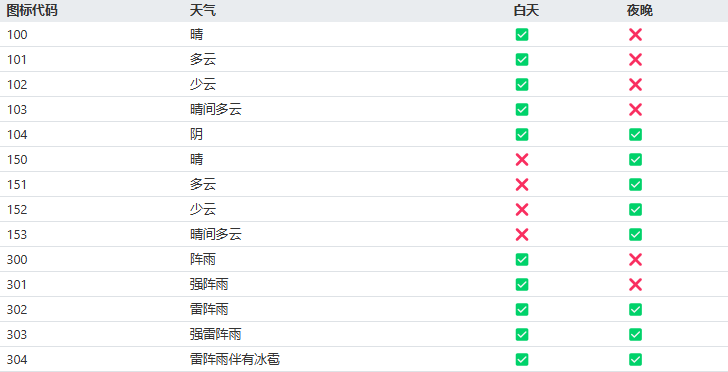 图标代码 天气 白天 夜晚
100 晴 ✅ ❌
101 多云 ✅ ❌
102 少云 ✅ ❌
103 晴间多云 ✅ ❌
104 阴 ✅ ✅
150 晴 ❌ ✅
151 多云 ❌ ✅
152 少云 ❌ ✅
153 晴间多云 ❌ ✅
300 阵雨 ✅ ❌
301 强阵雨 ✅ ❌
302 雷阵雨 ✅ ✅
303 强雷阵雨 ✅ ✅
304 雷阵雨伴有冰雹 ✅ ✅